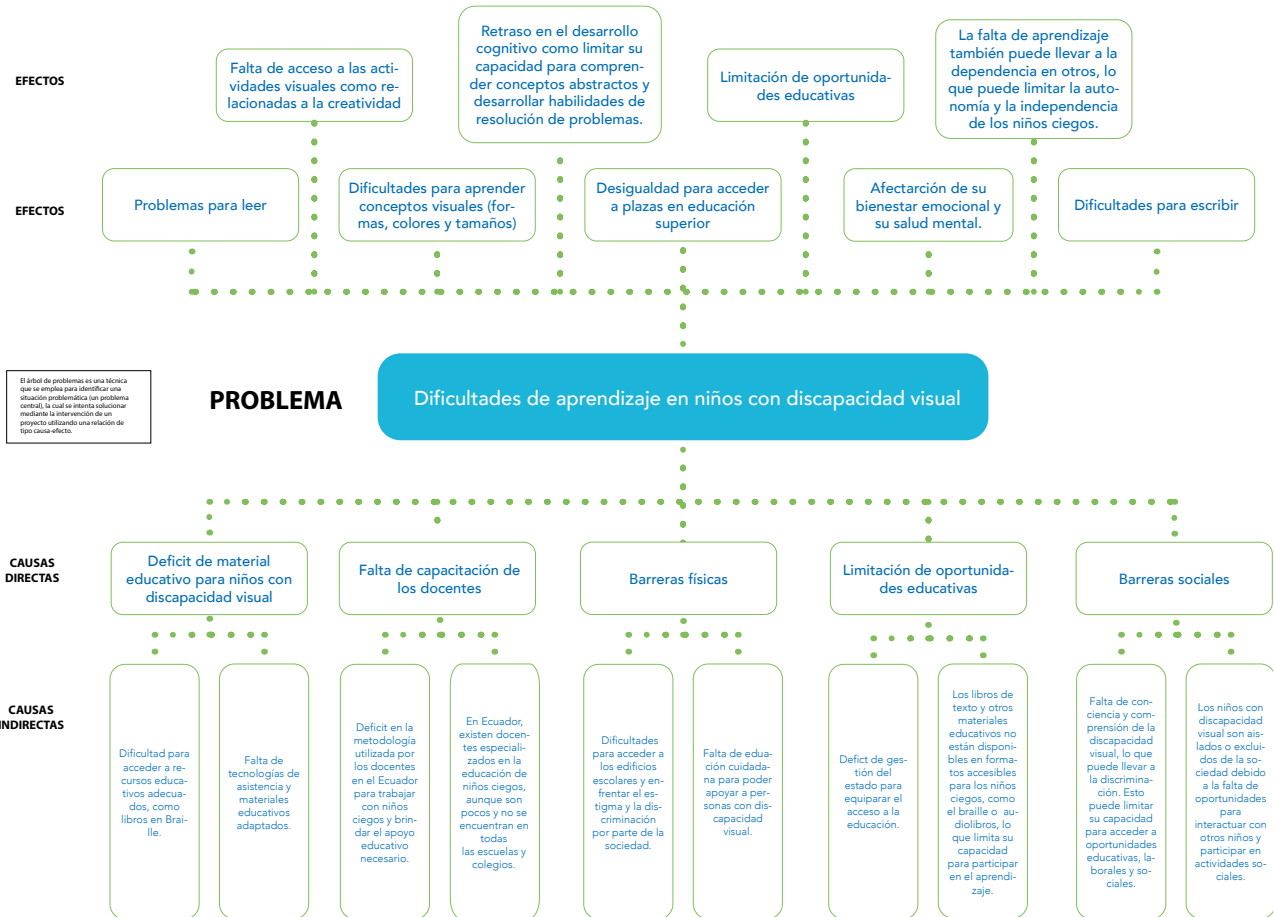 EFECTOS
Falta de acceso a las acti-
vidades visuales como re-
lacionadas a la creatividad
Retraso en el desarrollo
cognitivo como limitar su
capacidad para compren-
der conceptos abstractos y
desarrollar habilidades de
resolución de problemas.
Limitación de oportunida-
des educativas
La falta de aprendizaje
también puede llevar a la
dependencia en otros, lo
que puede limitar la auto-
nomía y la independencia
de los niños ciegos.
EFECTOS
Problemas para leer
Dificultades para aprender
conceptos visuales (for-
mas, colores y tamaños)
Desigualdad para acceder
a plazas en educación
superior
Afectarción de su
bienestar emocional y
su salud mental.
Dificultades para escribir
El árbol de problemas es una técnica
que se emplea para identificar una
situación problemática (un problema
central), la cual se intenta solucionar
mediante la intervención de un
proyecto utilizando una relación de
tipo causa-efecto.
PROBLEMA
Dificultades de aprendizaje en niños con discapacidad visual
CAUSAS
DIRECTAS
Deficit de material
educativo para niños con
discapacidad visual
Falta de capacitación de
los docentes
Barreras físicas
Limitación de oportunida-
des educativas
Barreras sociales
CAUSAS
INDIRECTAS
Dificultad para
acceder a re-
cursos educa-
tivos adecua-
dos, como
libros en Brai-
lle.
Falta de
tecnologías de
asistencia y
materiales
educativos
adaptados.
Deficit en la
metodología
utilizada por
los docentes
en el Ecuador
para trabajar
con niños
ciegos y brin-
dar el apoyo
educativo
necesario.
En Ecuador,
existen docen-
tes especiali-
zados en la
educación de
niños ciegos,
aunque son
pocos y no se
encuentran en
todas
las escuelas y
colegios.
Dificultades
para acceder a
los edificios
escolares y en-
frentar el es-
tigma y la dis-
criminación
por parte de la
sociedad.
Falta de edua-
ción cuidada-
na para poder
apoyar a per-
sonas con dis-
capacidad
visual.
Defict de ges-
tión del
estado para
equiparar el
acceso a la
educación.
Los libros de
texto y otros
materiales
educativos no
están disponi-
bles en forma-
tos accesibles
para los niños
ciegos, como
el braille o au-
diolibros, lo
que limita su
capacidad
para participar
en el aprendi-
zaje.
Falta de con-
ciencia y com-
prensión de la
discapacidad
visual, lo que
puede llevar a
la discrimina-
ción. Esto
puede limitar
su capacidad
para acceder a
oportunidades
educativas, la-
borales y so-
ciales.
Los niños con
discapacidad
visual son ais-
lados o exclui-
dos de la so-
ciedad debido
a la falta de
oportunidades
para
interactuar con
otros niños y
participar en
actividades so-
ciales.